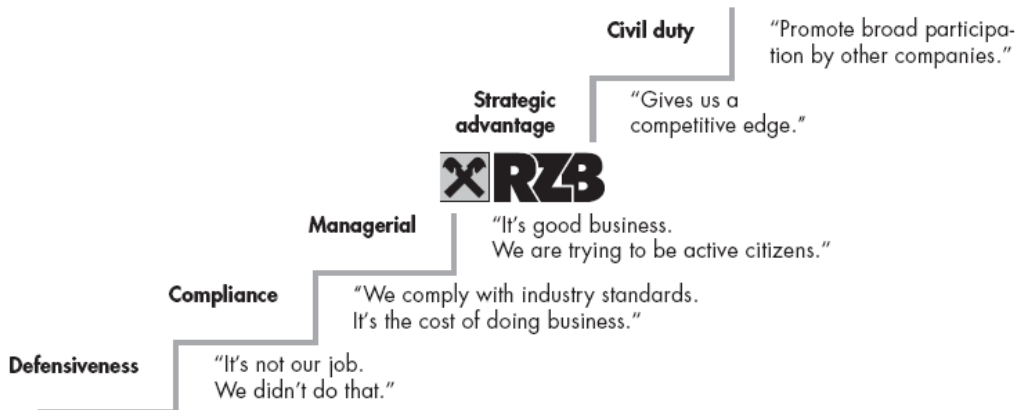 Civil duty
“Promote broad participa-
tion by other companies.”
Strategic
advantage
“Gives us a
competitive edge.”
RZB
Managerial
“It’s good business.
We are trying to be active citizens.”
Compliance
“We comply with industry standards.
It’s the cost of doing business.”
Defensiveness
“It’s not our job.
We didn’t do that.”